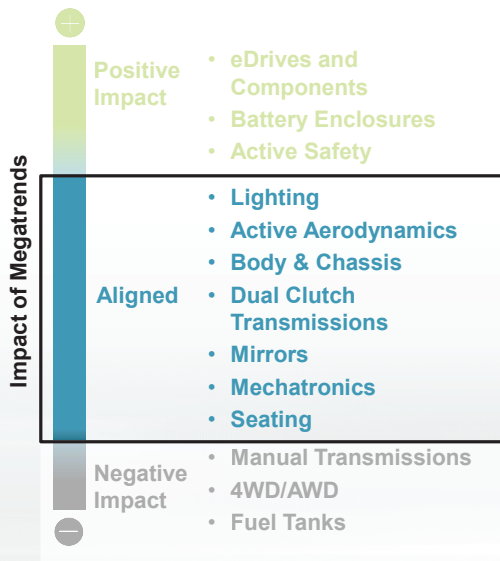 Impact of Megatrends
+
Positive
Impact
• eDrives and
Components
• Battery Enclosures
• Active Safety
Aligned
• Lighting
• Active Aerodynamics
• Body & Chassis
• Dual Clutch
Transmissions
• Mirrors
• Mechatronics
• Seating
Negative
Impact
• Manual Transmissions
• 4WD/AWD
• Fuel Tanks
−